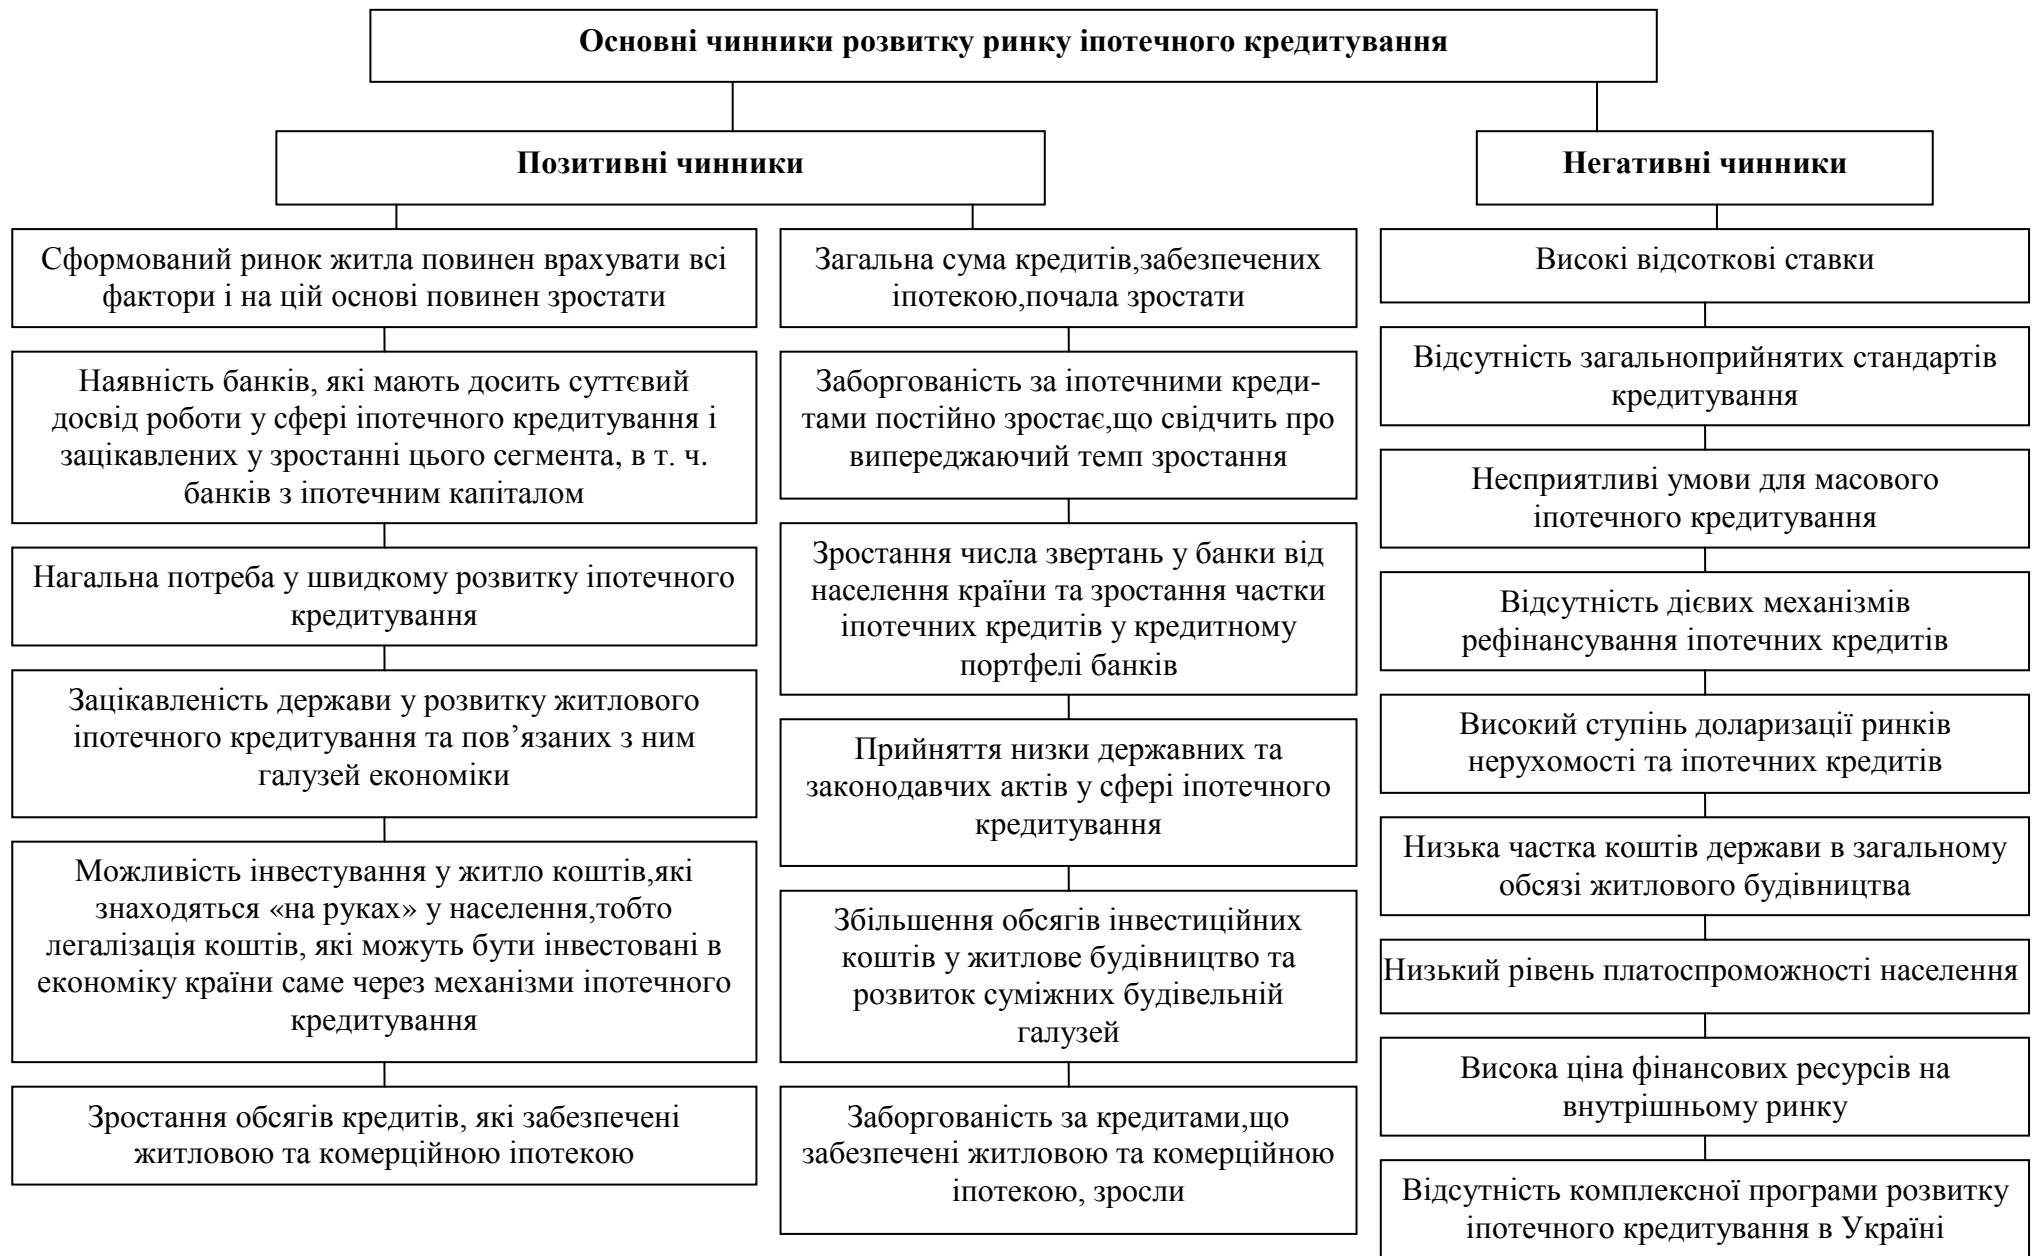 Основні чинники розвитку ринку іпотечного кредитування
Позитивні чинники
Негативні чинники
Сформований ринок житла повинен врахувати всі
фактори і на цій основі повинен зростати
Наявність банків, які мають досить суттєвий
досвід роботи у сфері іпотечного кредитування і
зацікавлених у зростанні цього сегмента, в т. ч.
банків з іпотечним капіталом
Нагальна потреба у швидкому розвитку іпотечного
кредитування
Зацікавленість держави у розвитку житлового
іпотечного кредитування та пов’язаних з ним
галузей економіки
Можливість інвестування у житло коштів,які
знаходяться «на руках» у населення,тобто
легалізація коштів, які можуть бути інвестовані в
економіку країни саме через механізми іпотечного
кредитування
Зростання обсягів кредитів, які забезпечені
житловою та комерційною іпотекою
Загальна сума кредитів,забезпечених
іпотекою,почала зростати
Заборгованість за іпотечними креди-
тами постійно зростає,що свідчить про
випереджаючий темп зростання
Зростання числа звертань у банки від
населення країни та зростання частки
іпотечних кредитів у кредитному
портфелі банків
Прийняття низки державних та
законодавчих актів у сфері іпотечного
кредитування
Збільшення обсягів інвестиційних
коштів у житлове будівництво та
розвиток суміжних будівельній
галузей
Заборгованість за кредитами,що
забезпечені житловою та комерційною
іпотекою, зросли
Високі відсоткові ставки
Відсутність загальноприйнятих стандартів
кредитування
Несприятливі умови для масового
іпотечного кредитування
Відсутність дієвих механізмів
рефінансування іпотечних кредитів
Високий ступінь доларизації ринків
нерухомості та іпотечних кредитів
Низька частка коштів держави в загальному
обсязі житлового будівництва
Низький рівень платоспроможності населення
Висока ціна фінансових ресурсів на
внутрішньому ринку
Відсутність комплексної програми розвитку
іпотечного кредитування в Україні